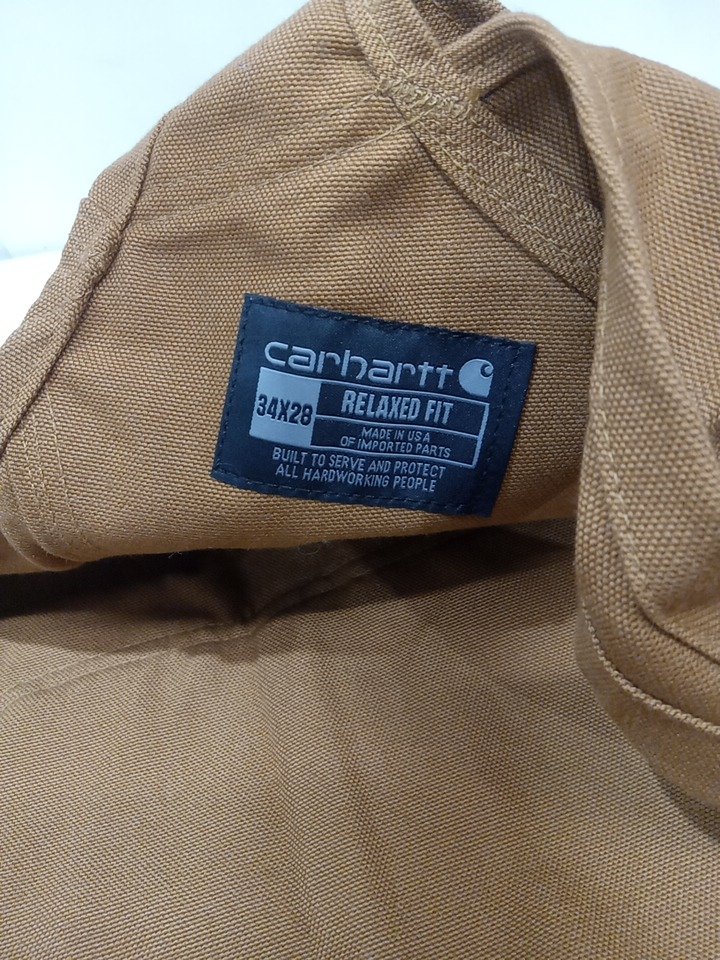 carhartt
34X28
RELAXED FIT
MADE IN USA
OF IMPORTED PARTS
BUILT TO SERVE AND PROTECT
ALL HARDWORKING PEOPLE